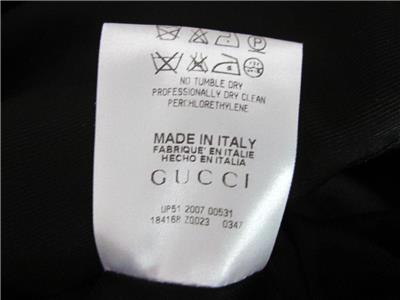 NO TUMBLE DRY
PROFESSIONALLY DRY CLEAN
PERCHLORETHYLENE
MADE IN ITALY
FABRIQUE' EN ITALIE
HECHO EN ITALIA
GUCCI
UP51 2007 00531
184168 Z0D23 0347